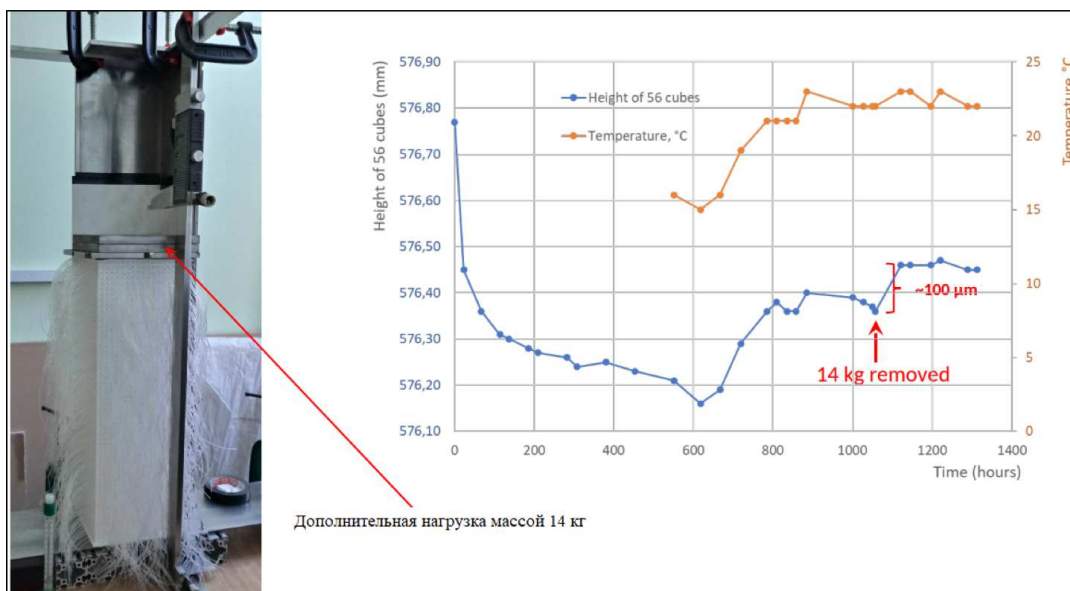 576,90
576,80
576,70
576,60
576,50
576,40
576,30
576,20
576,10
Height of 56 cubes (mm)
Height of 56 cubes
Temperature, °C
25
20
15
10
5
0
Temperature, °C
~100 µm
14 kg removed
0 200 400 600 800 1000 1200 1400
Time (hours)
Дополнительная нагрузка массой 14 кг